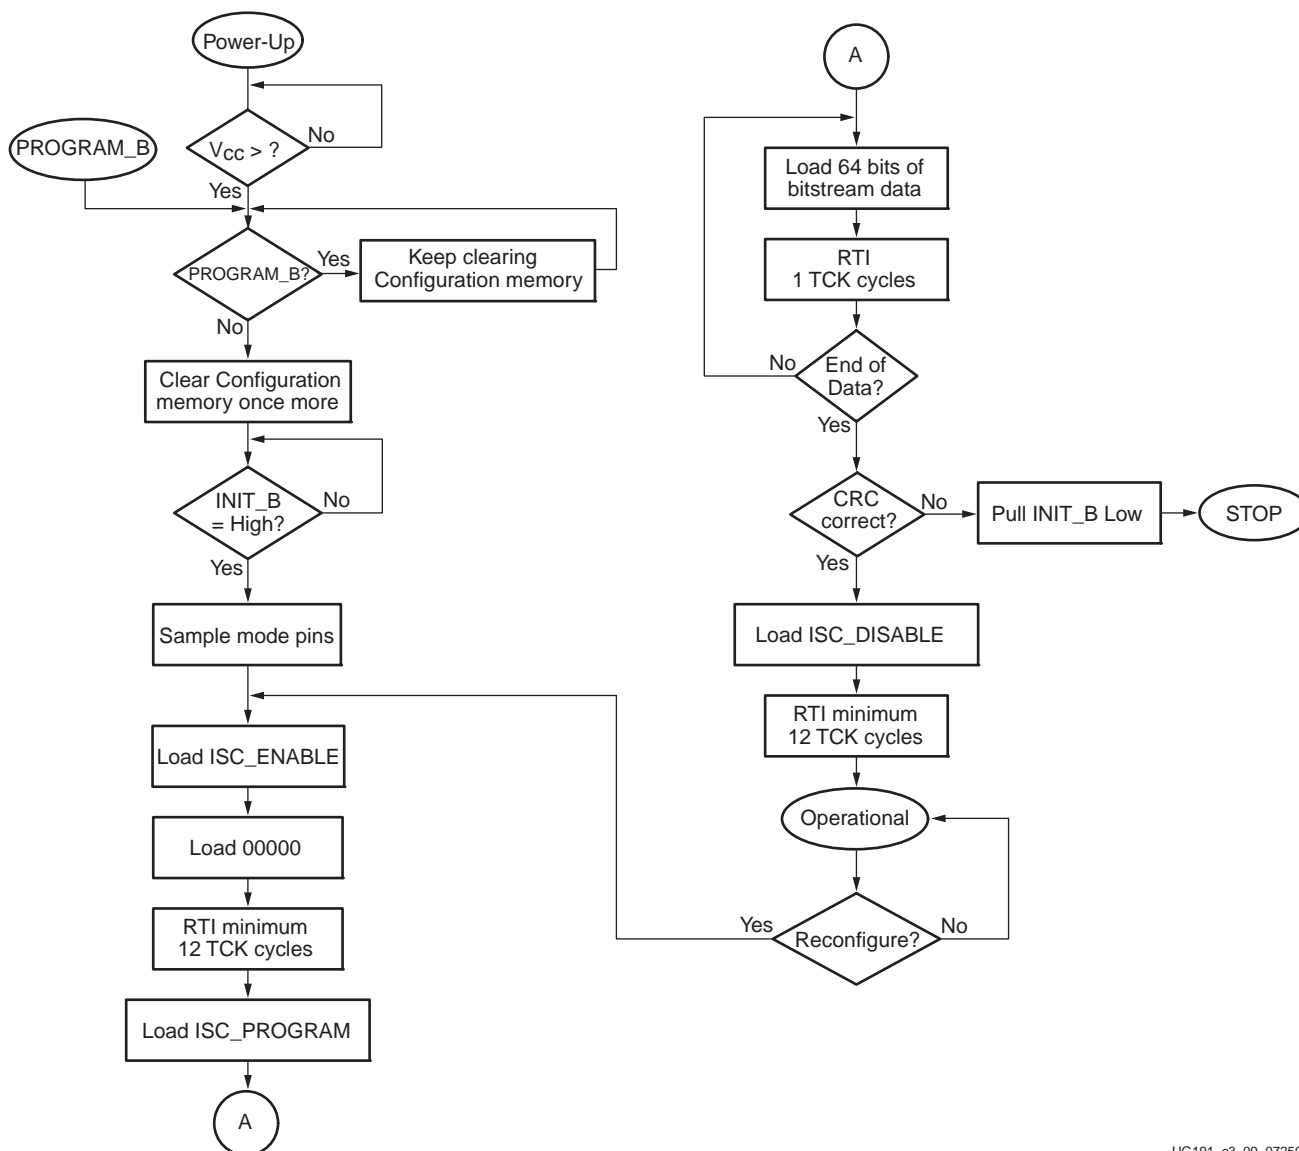 Power-Up
VCC > ?
No
Yes
PROGRAM_B
PROGRAM_B?
Yes
Keep clearing
Configuration memory
No
Clear Configuration
memory once more
INIT_B
= High?
No
Yes
Sample mode pins
Load ISC_ENABLE
Load 00000
RTI minimum
12 TCK cycles
Load ISC_PROGRAM
A
A
Load 64 bits of
bitstream data
RTI
1 TCK cycles
End of
Data?
No
Yes
CRC
correct?
No
Pull INIT_B Low
STOP
Yes
Load ISC_DISABLE
RTI minimum
12 TCK cycles
Operational
Reconfigure?
Yes
No